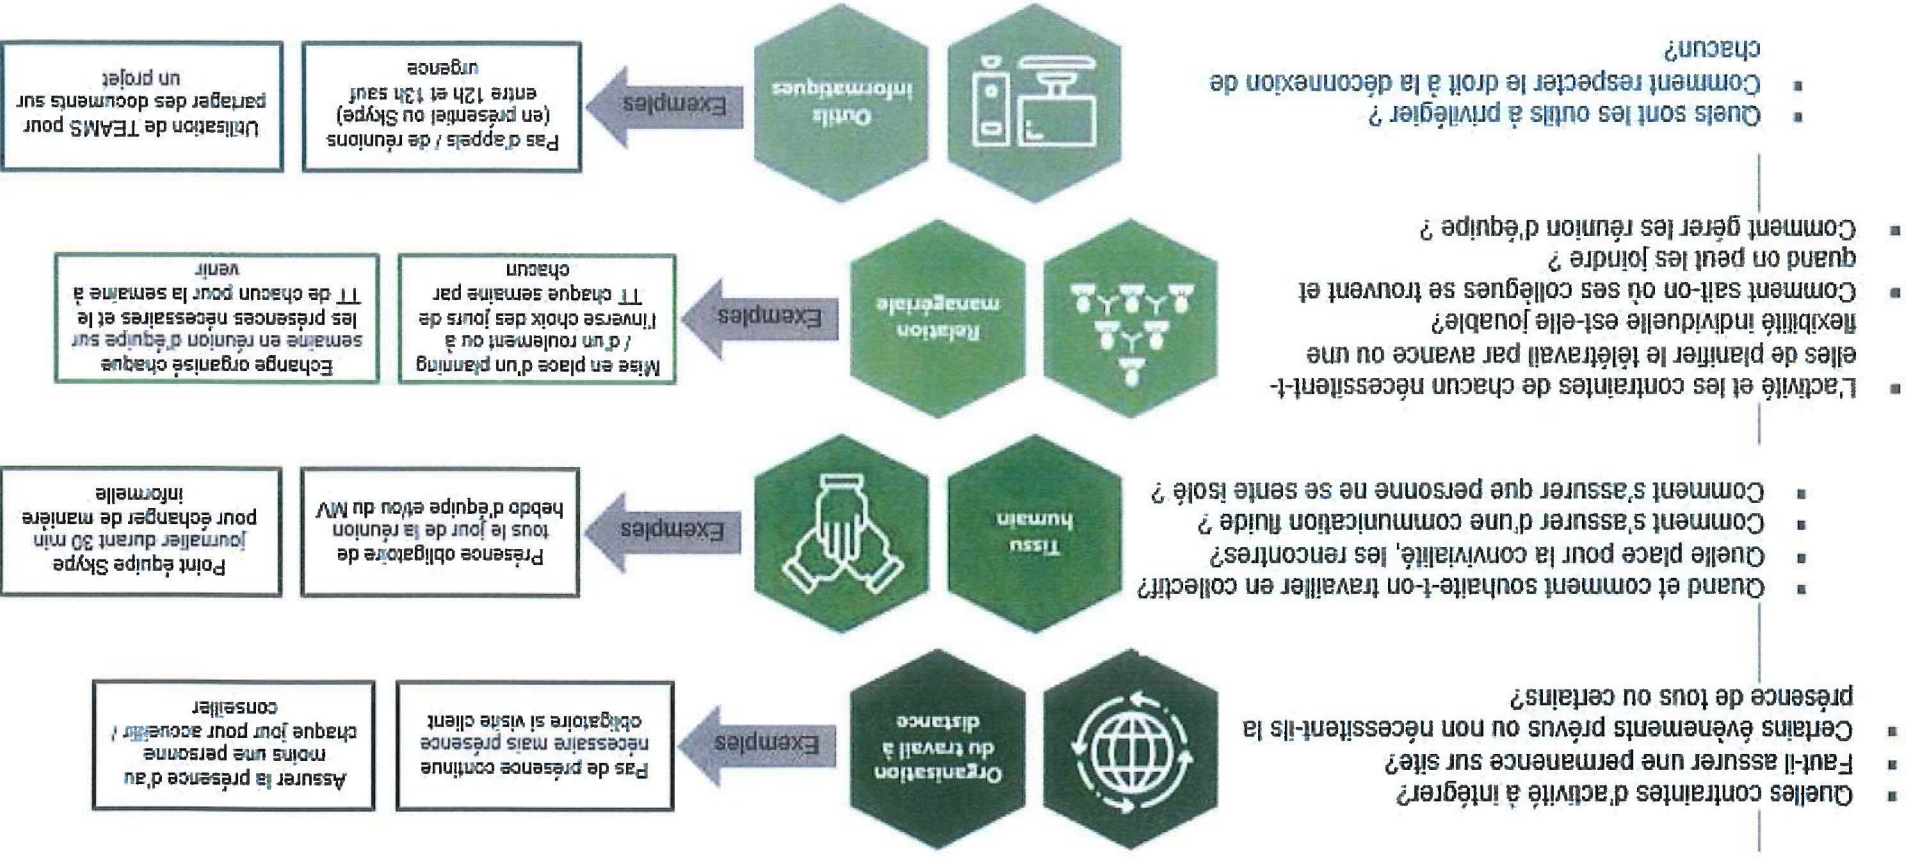 Quelles contraintes d'activité à intégrer?
Faut-il assurer une permanence sur site?
Certains évènements prévus ou non nécessitent-ils la
présence de tous ou certains?
Organisation
du travail à
distance
Exemples
Pas de présence continue
nécessaire mais présence
obligatoire si visite client
Assurer la présence d'au
moins une personne
chaque jour pour accueillir /
conseiller
Quand et comment souhaite-t-on travailler en collectif?
Quelle place pour la convivialité, les rencontres?
Comment s'assurer d'une communication fluide ?
Comment s'assurer que personne ne se sente isolé ?
Tissu
humain
Exemples
Présence obligatoire de
tous le jour de la réunion
hebdo d'équipe et/ou du MV
Point équipe Skype
journalier durant 30 min
pour échanger de manière
informelle
L'activité et les contraintes de chacun nécessitent-t-
elles de planifier le télétravail par avance ou une
flexibilité individuelle est-elle jouable?
Comment sait-on où ses collègues se trouvent et
quand on peut les joindre ?
Comment gérer les réunion d'équipe ?
Relation
managériale
Exemples
Mise en place d'un planning
/ d'un roulement ou à
l'inverse choix des jours de
TT chaque semaine par
chacun
Echange organisé chaque
semaine en réunion d'équipe sur
les présences nécessaires et le
TT de chacun pour la semaine à
venir
Quels sont les outils à privilégier ?
Comment respecter le droit à la déconnexion de
chacun?
Outils
informatiques
Exemples
Pas d'appels / de réunions
(en présentiel ou Skype)
entre 12h et 13h sauf
urgence
Utilisation de TEAMS pour
partager des documents sur
un projet